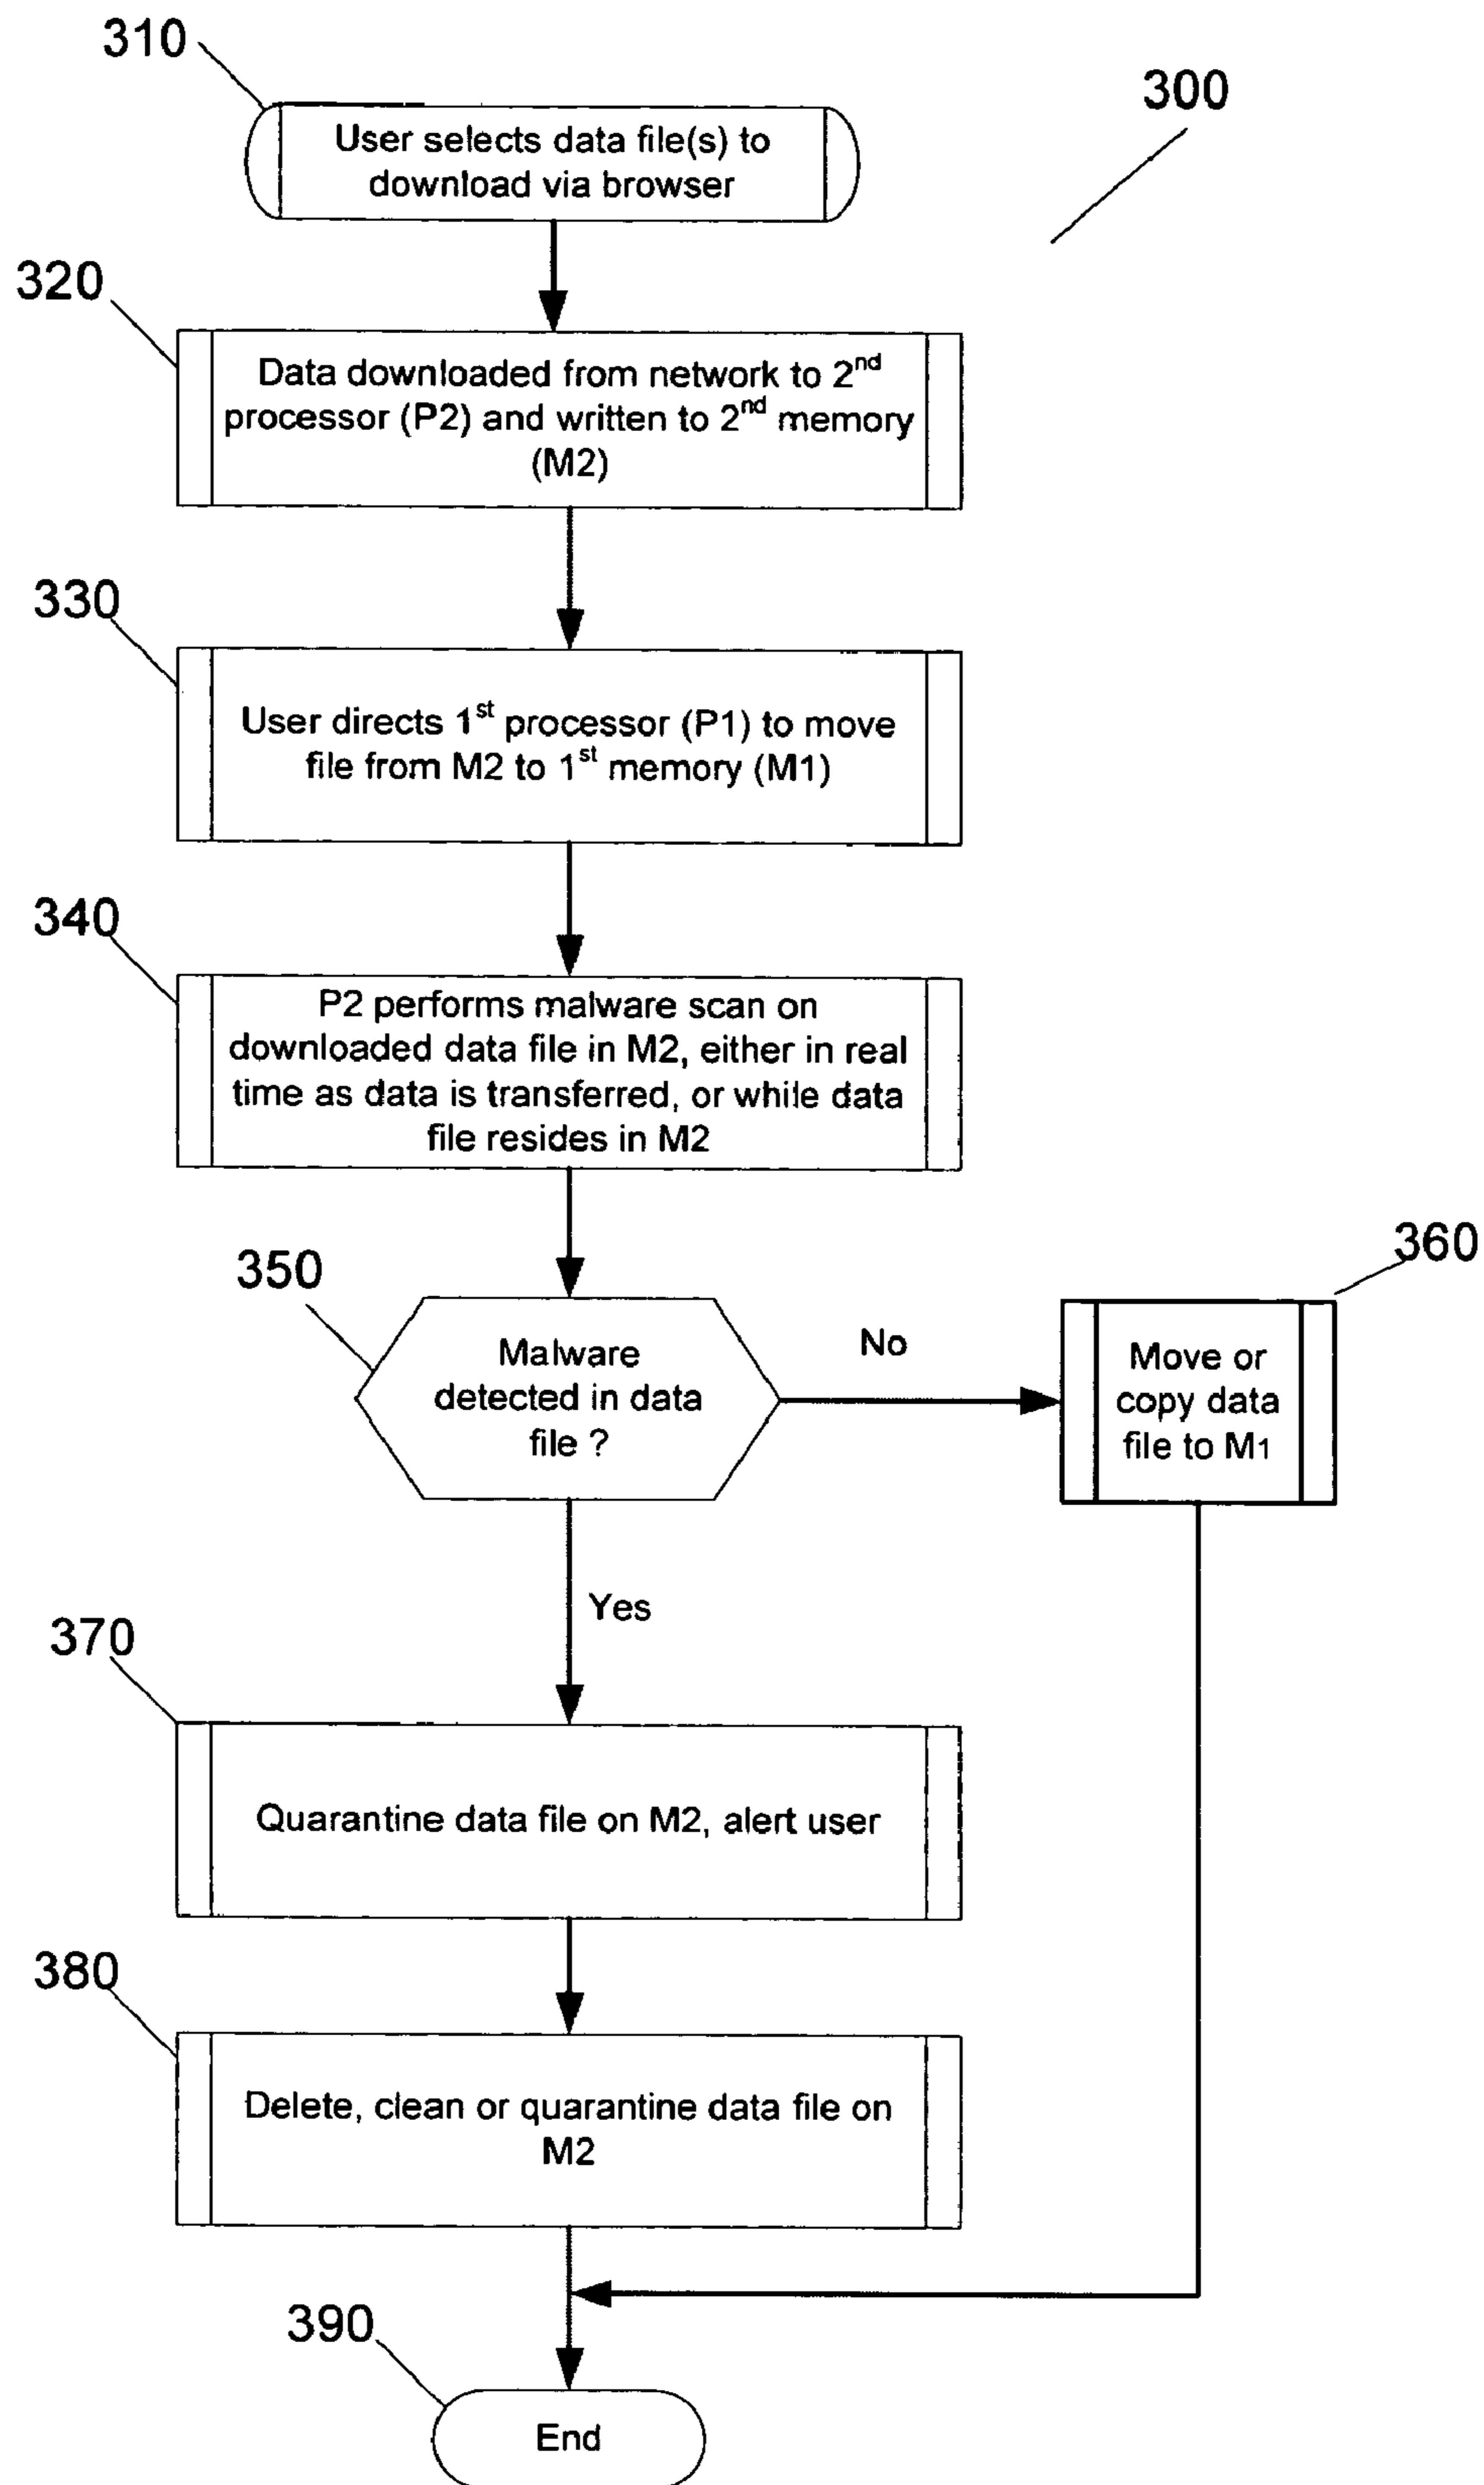 310
300
User selects data file(s) to
download via browser
320
Data downloaded from network to 2nd
processor (P2) and written to 2nd memory
(M2)
330
User directs 1st processor (P1) to move
file from M2 to 1st memory (M1)
340
P2 performs malware scan on
downloaded data file in M2, either in real
time as data is transferred, or while data
file resides in M2
350
Malware
detected in data
file ?
No
360
Move or
copy data
file to M1
Yes
370
Quarantine data file on M2, alert user
380
Delete, clean or quarantine data file on
M2
390
End